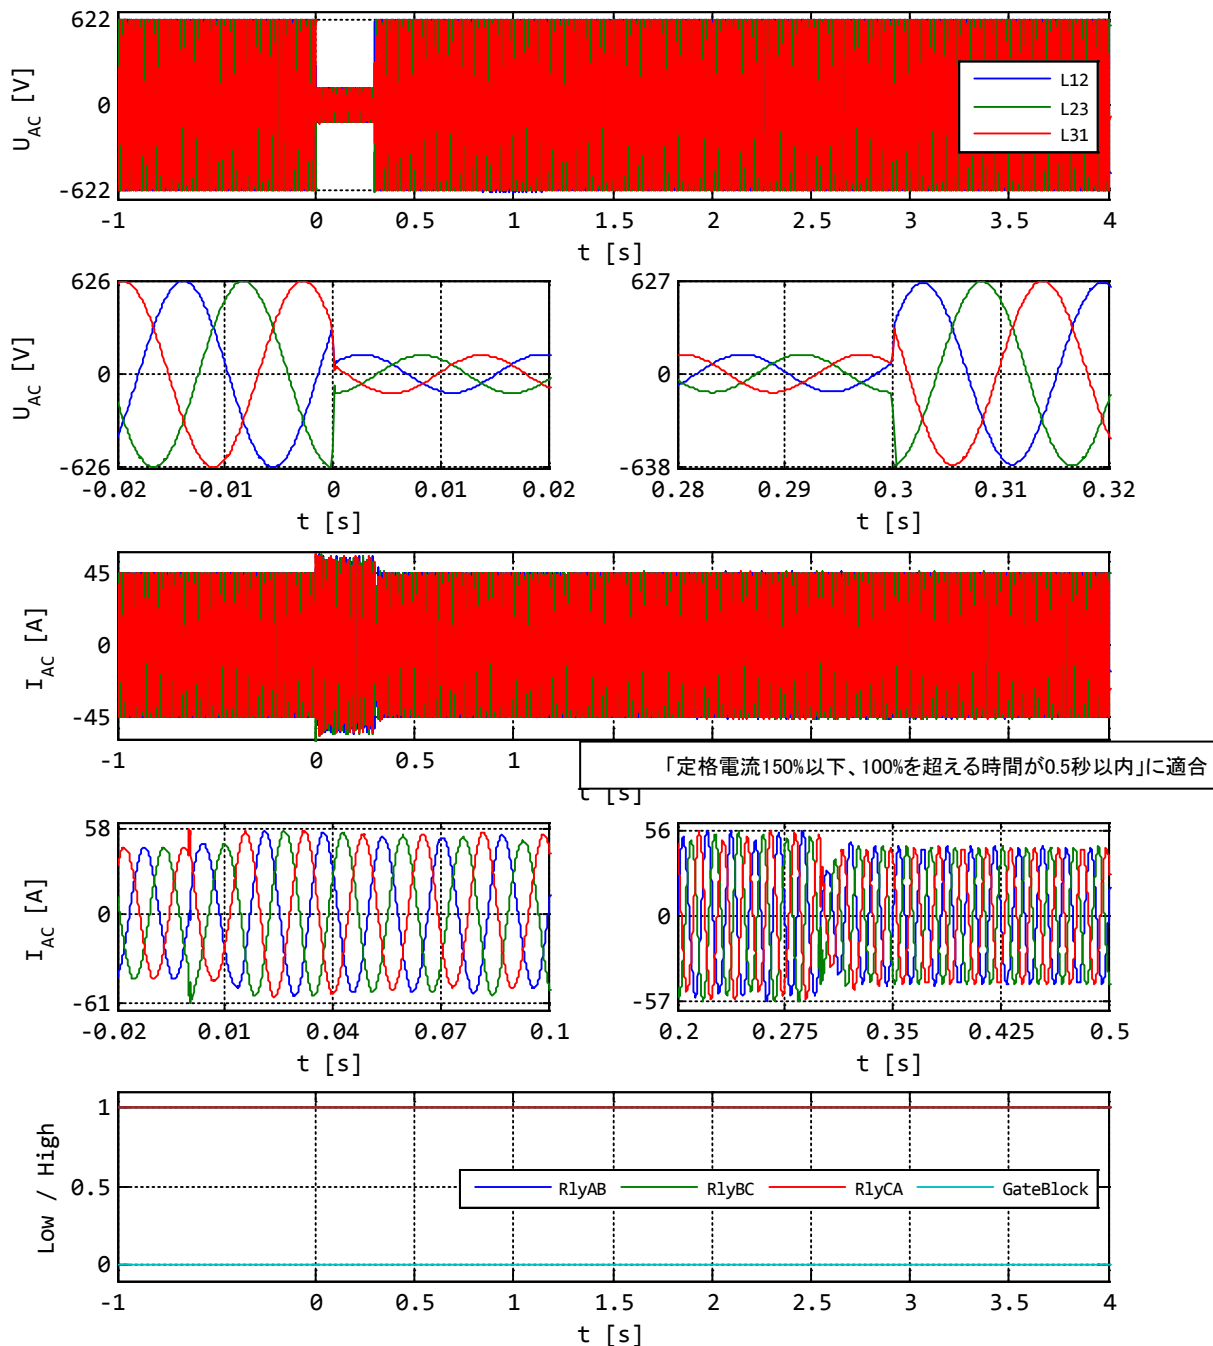 622
0
-622
U_AC [V]
L12
L23
L31
-1 0 0.5 1 1.5 2 2.5 3 3.5 4
t [s]
626
0
-626
U_AC [V]
-0.02 -0.01 0 0.01 0.02
t [s]
627
0
-638
0.28 0.29 0.3 0.31 0.32
t [s]
45
0
-45
I_AC [A]
-1 0 0.5 1
「定格電流150%以下、100%を超える時間が0.5秒以内」に適合
t [s]
58
0
-61
I_AC [A]
-0.02 0.01 0.04 0.07 0.1
t [s]
56
0
-57
0.2 0.275 0.35 0.425 0.5
t [s]
1
0.5
0
Low / High
RlyAB RlyBC RlyCA GateBlock
-1 0 0.5 1 1.5 2 2.5 3 3.5 4
t [s]